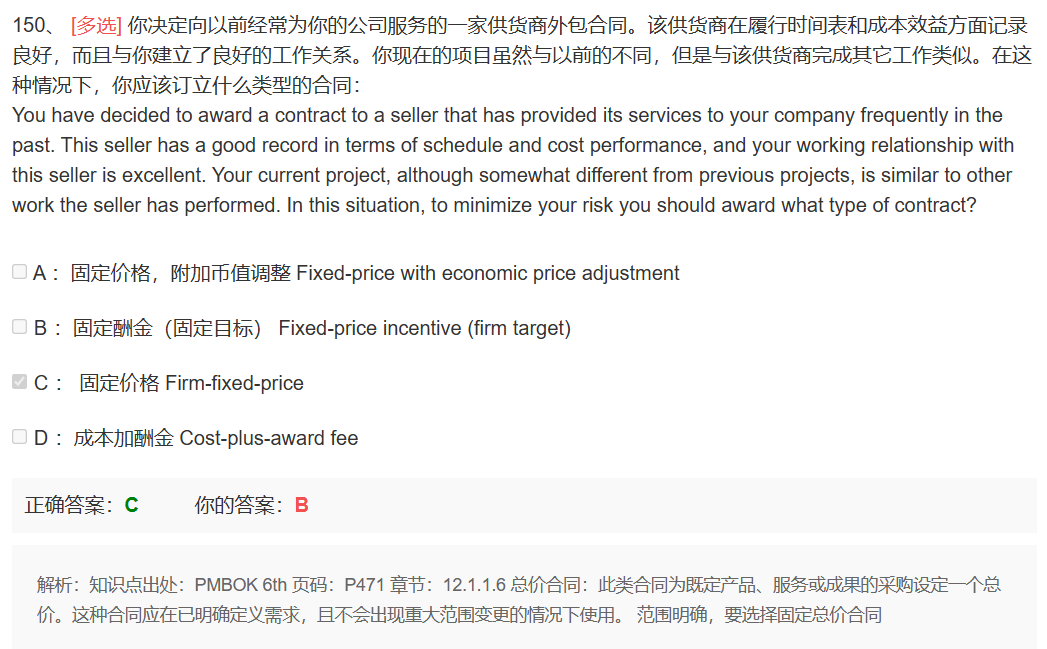 150、 [多选] 你决定向以前经常为你的公司服务的一家供货商外包合同。该供货商在履行时间表和成本效益方面记录
良好，而且与你建立了良好的工作关系。你现在的项目虽然与以前的不同，但是与该供货商完成其它工作类似。在这
种情况下，你应该订立什么类型的合同：
You have decided to award a contract to a seller that has provided its services to your company frequently in the
past. This seller has a good record in terms of schedule and cost performance, and your working relationship with
this seller is excellent. Your current project, although somewhat different from previous projects, is similar to other
work the seller has performed. In this situation, to minimize your risk you should award what type of contract?
A： 固定价格，附加币值调整 Fixed-price with economic price adjustment
B： 固定酬金（固定目标） Fixed-price incentive (firm target)
C： 固定价格 Firm-fixed-price
D： 成本加酬金 Cost-plus-award fee
正确答案：C 你的答案：B
解析：知识点出处：PMBOK 6th 页码：P471 章节：12.1.1.6 总价合同：此类合同为既定产品、服务或成果的采购设定一个总
价。这种合同应在已明确定义需求，且不会出现重大范围变更的情况下使用。 范围明确，要选择固定总价合同